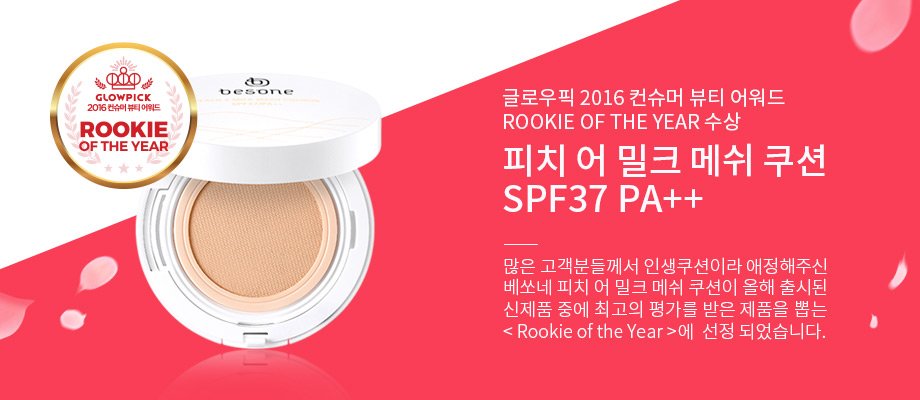 GLOWPICK
2016 컨슈머 뷰티 어워드
ROOKIE
OF THE YEAR
besone
글로우픽 2016 컨슈머 뷰티 어워드
ROOKIE OF THE YEAR 수상
피치 어 밀크 메쉬 쿠션
SPF37 PA++
많은 고객분들께서 인생쿠션이라 애정해주신
베쏘네 피치 어 밀크 메쉬 쿠션이 올해 출시된
신제품 중에 최고의 평가를 받은 제품을 뽑는
< Rookie of the Year >에 선정 되었습니다.